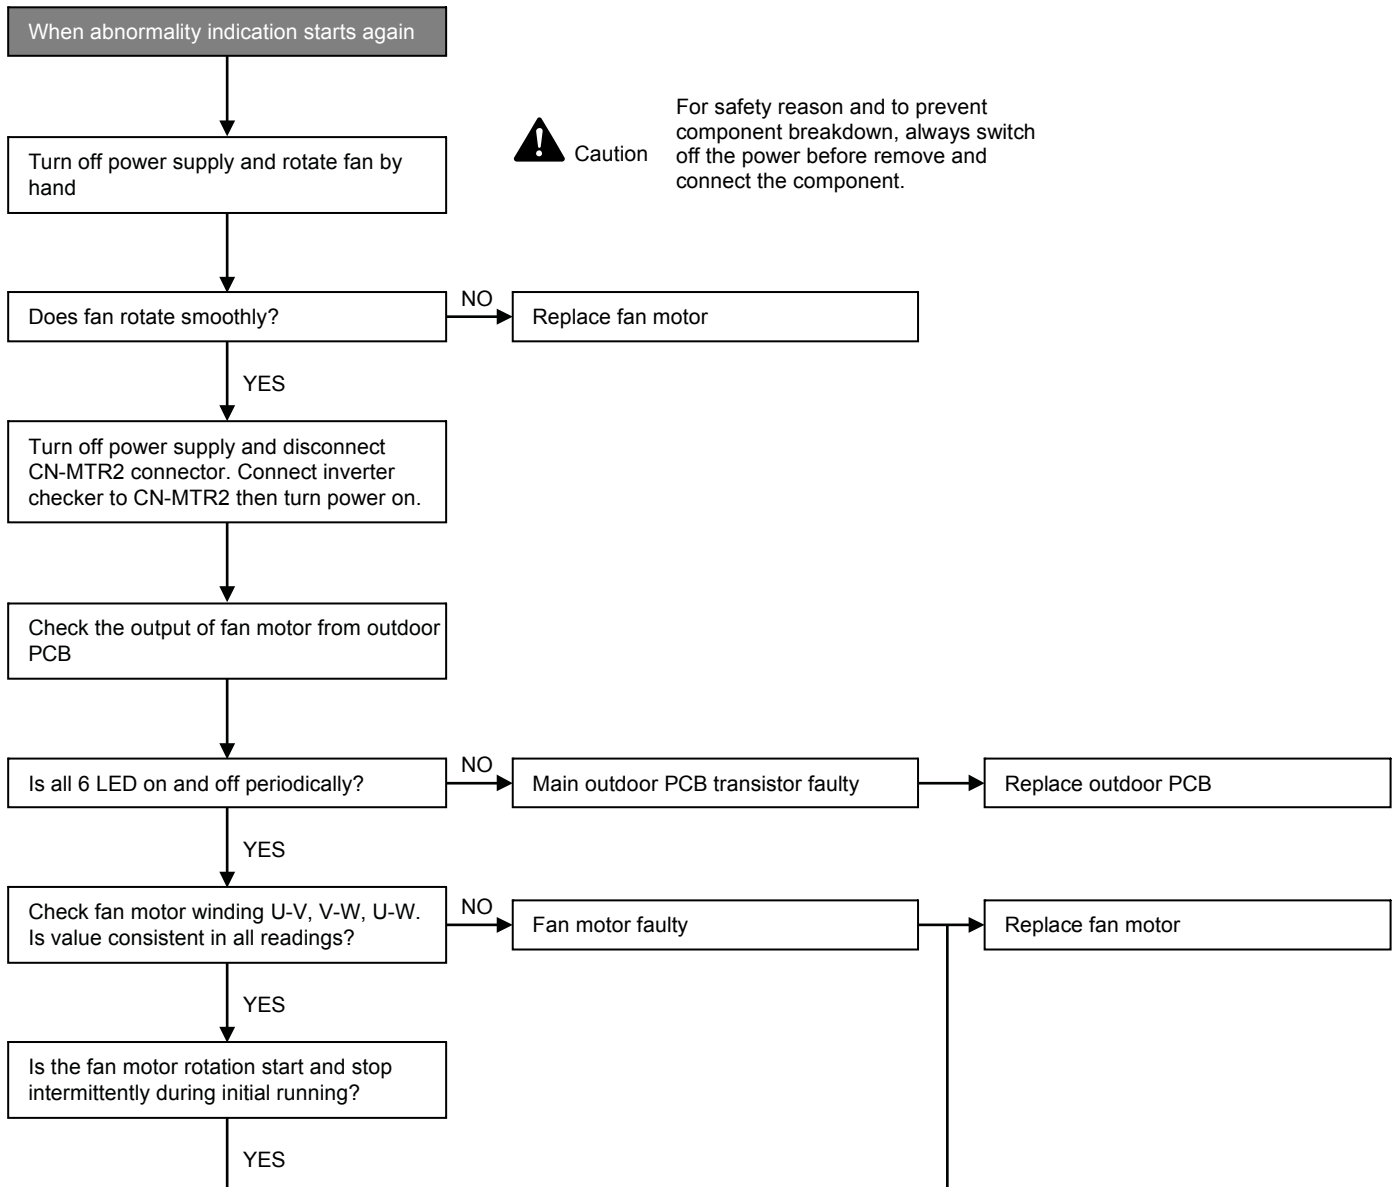 When abnormality indication starts again
For safety reason and to prevent
component breakdown, always switch
off the power before remove and
connect the component.
Caution
Turn off power supply and rotate fan by
hand
Does fan rotate smoothly?
NO
Replace fan motor
YES
Turn off power supply and disconnect
CN-MTR2 connector. Connect inverter
checker to CN-MTR2 then turn power on.
Check the output of fan motor from outdoor
PCB
Is all 6 LED on and off periodically?
NO
Main outdoor PCB transistor faulty
Replace outdoor PCB
YES
Check fan motor winding U-V, V-W, U-W.
Is value consistent in all readings?
NO
Fan motor faulty
Replace fan motor
YES
Is the fan motor rotation start and stop
intermittently during initial running?
YES